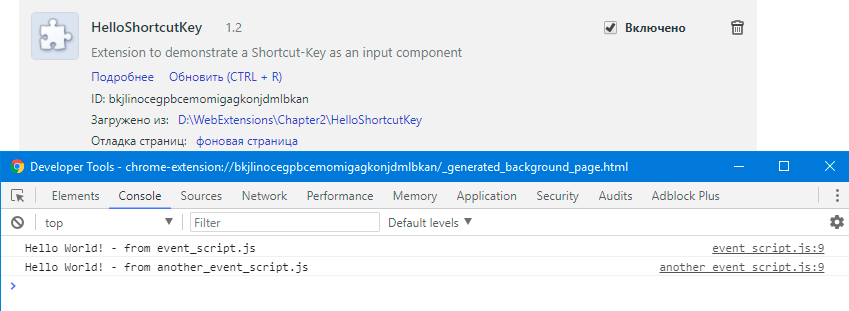 HelloShortcutKey 1.2 Включено
Extension to demonstrate a Shortcut-Key as an input component
Подробнее Обновить (CTRL + R)
ID: bkjlinocegpbcemomigagkonjdmlbkan
Загружено из: D:\WebExtensions\Chapter2\HelloShortcutKey
Отладка страниц: фоновая страница
Developer Tools - chrome-extension://bkjlinocegpbcemomigagkonjdmlbkan/_generated_background_page.html
Elements Console Sources Network Performance Memory Application Security Audits Adblock Plus
top Filter Default levels
Hello World! - from event_script.js event_script.js:9
Hello World! - from another_event_script.js another_event_script.js:9